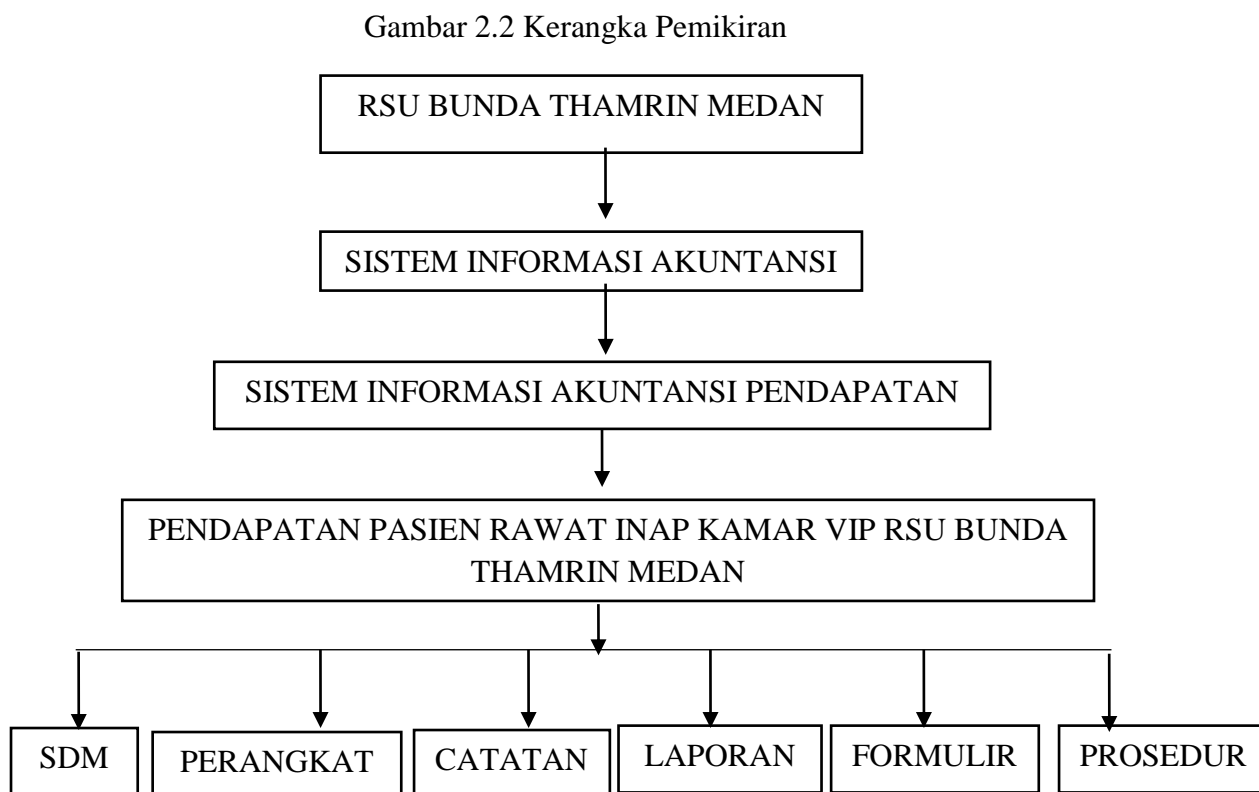 Gambar 2.2 Kerangka Pemikiran
RSU BUNDA THAMRIN MEDAN
SISTEM INFORMASI AKUNTANSI
SISTEM INFORMASI AKUNTANSI PENDAPATAN
PENDAPATAN PASIEN RAWAT INAP KAMAR VIP RSU BUNDA
THAMRIN MEDAN
SDM
PERANGKAT
CATATAN
LAPORAN
FORMULIR
PROSEDUR